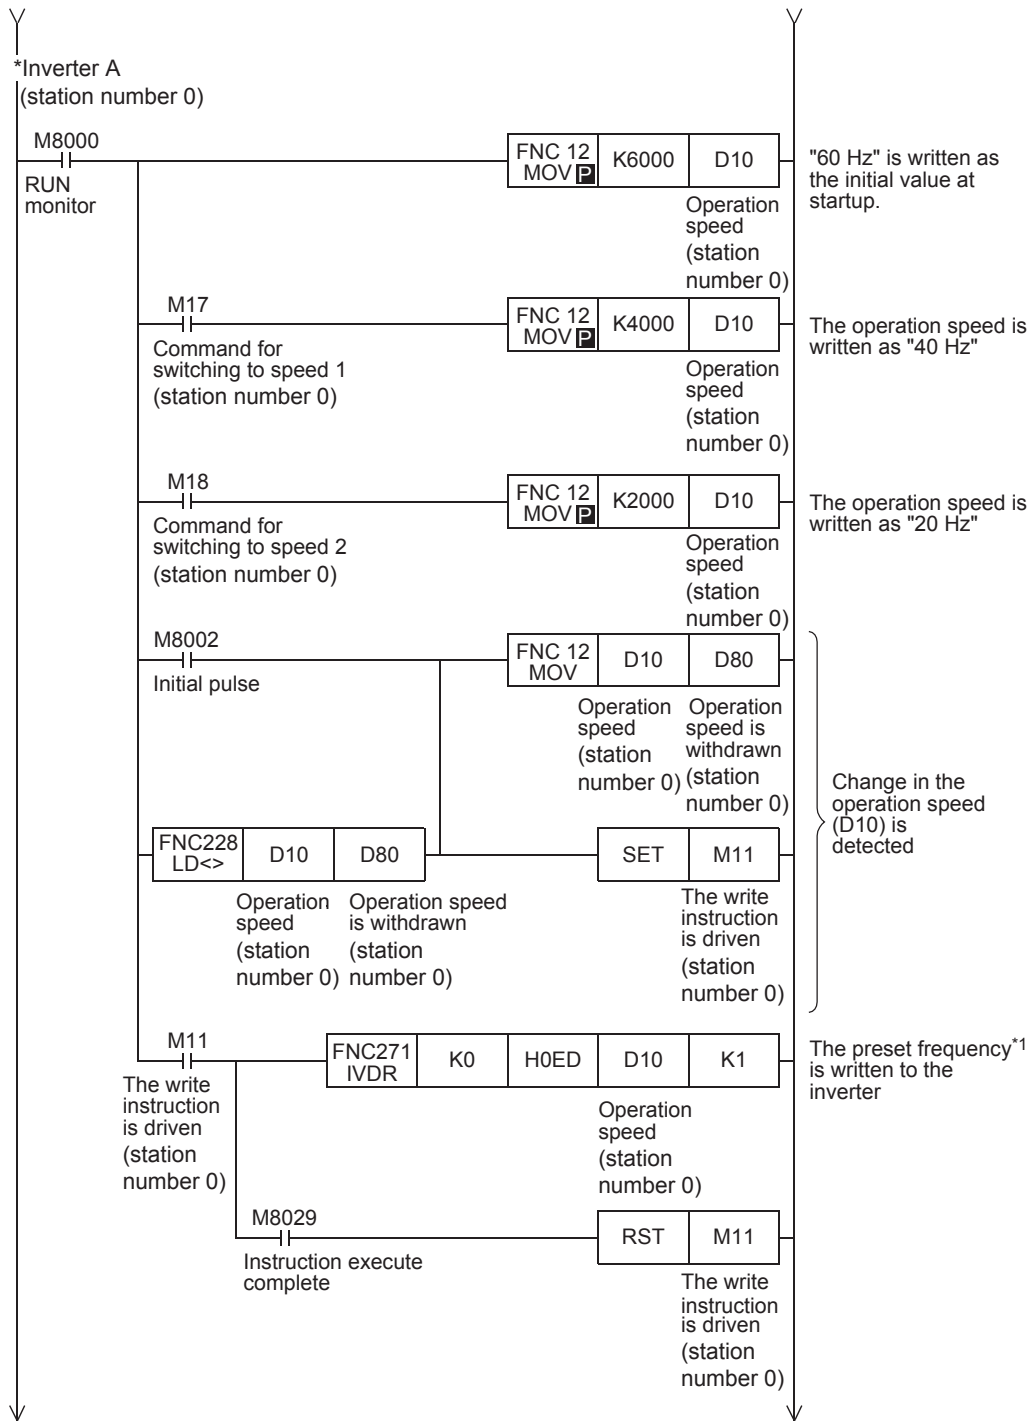 *Inverter A
(station number 0)
M8000
RUN
monitor
FNC 12
MOV P
K6000
D10
"60 Hz" is written as
the initial value at
startup.
Operation
speed
(station
number 0)
M17
Command for
switching to speed 1
(station number 0)
FNC 12
MOV P
K4000
D10
The operation speed is
written as "40 Hz"
Operation
speed
(station
number 0)
M18
Command for
switching to speed 2
(station number 0)
FNC 12
MOV P
K2000
D10
The operation speed is
written as "20 Hz"
Operation
speed
(station
number 0)
M8002
Initial pulse
FNC 12
MOV
D10
D80
Operation
speed
(station
number 0)
Operation
speed is
withdrawn
(station
number 0)
Change in the
operation speed
(D10) is
detected
FNC228
LD<>
D10
D80
SET
M11
Operation
speed
(station
number 0)
Operation speed
is withdrawn
(station
number 0)
The write
instruction
is driven
(station
number 0)
M11
The write
instruction
is driven
(station
number 0)
FNC271
IVDR
K0
H0ED
D10
K1
The preset frequency*1
is written to the
inverter
Operation
speed
(station
number 0)
M8029
Instruction execute
complete
RST
M11
The write
instruction
is driven
(station
number 0)